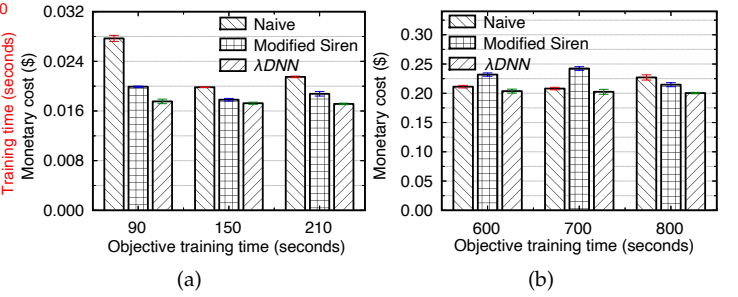 0
Training time (seconds)
Monetary cost ($)
0.032
0.024
0.016
0.008
0.000
Naive
Modified Siren
λDNN
90 150 210
Objective training time (seconds)
(a)
Monetary cost ($)
0.30
0.25
0.20
0.15
0.10
0.05
0.00
Naive
Modified Siren
λDNN
600 700 800
Objective training time (seconds)
(b)